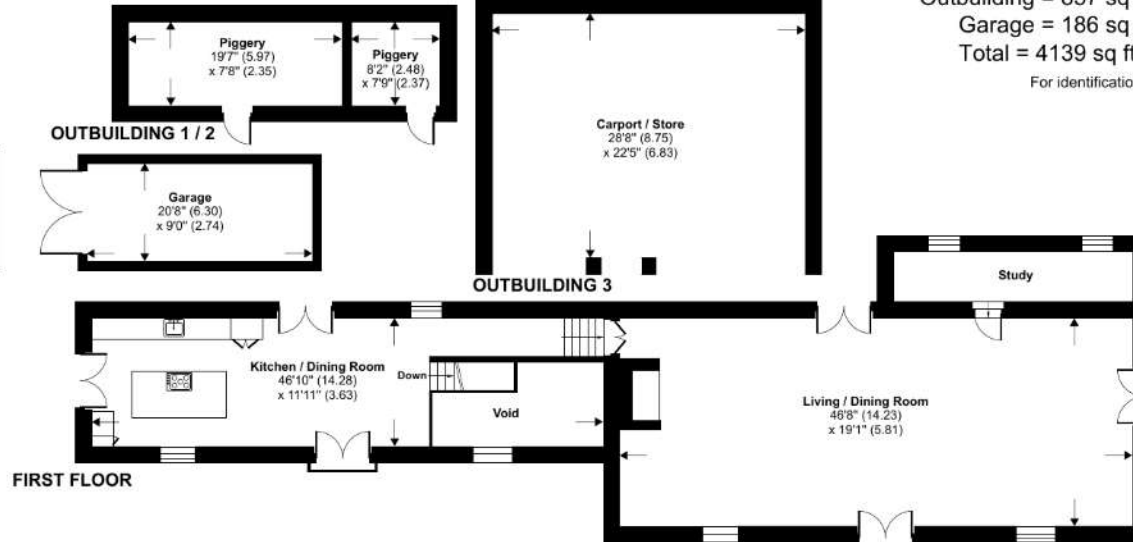 Outbuilding = 857 sq
Garage = 186 sq
Total = 4139 sq ft
For identificatio
Piggery
19'7" (5.97)
x 7'8" (2.35)
Piggery
8'2" (2.48)
x 7'9" (2.37)
OUTBUILDING 1 / 2
Carport / Store
28'8" (8.75)
x 22'5" (6.83)
Garage
20'8" (6.30)
x 9'0" (2.74)
OUTBUILDING 3
Study
Kitchen / Dining Room
46'10" (14.28)
x 11'11" (3.63)
Down
Void
Living / Dining Room
46'8" (14.23)
x 19'1" (5.81)
FIRST FLOOR